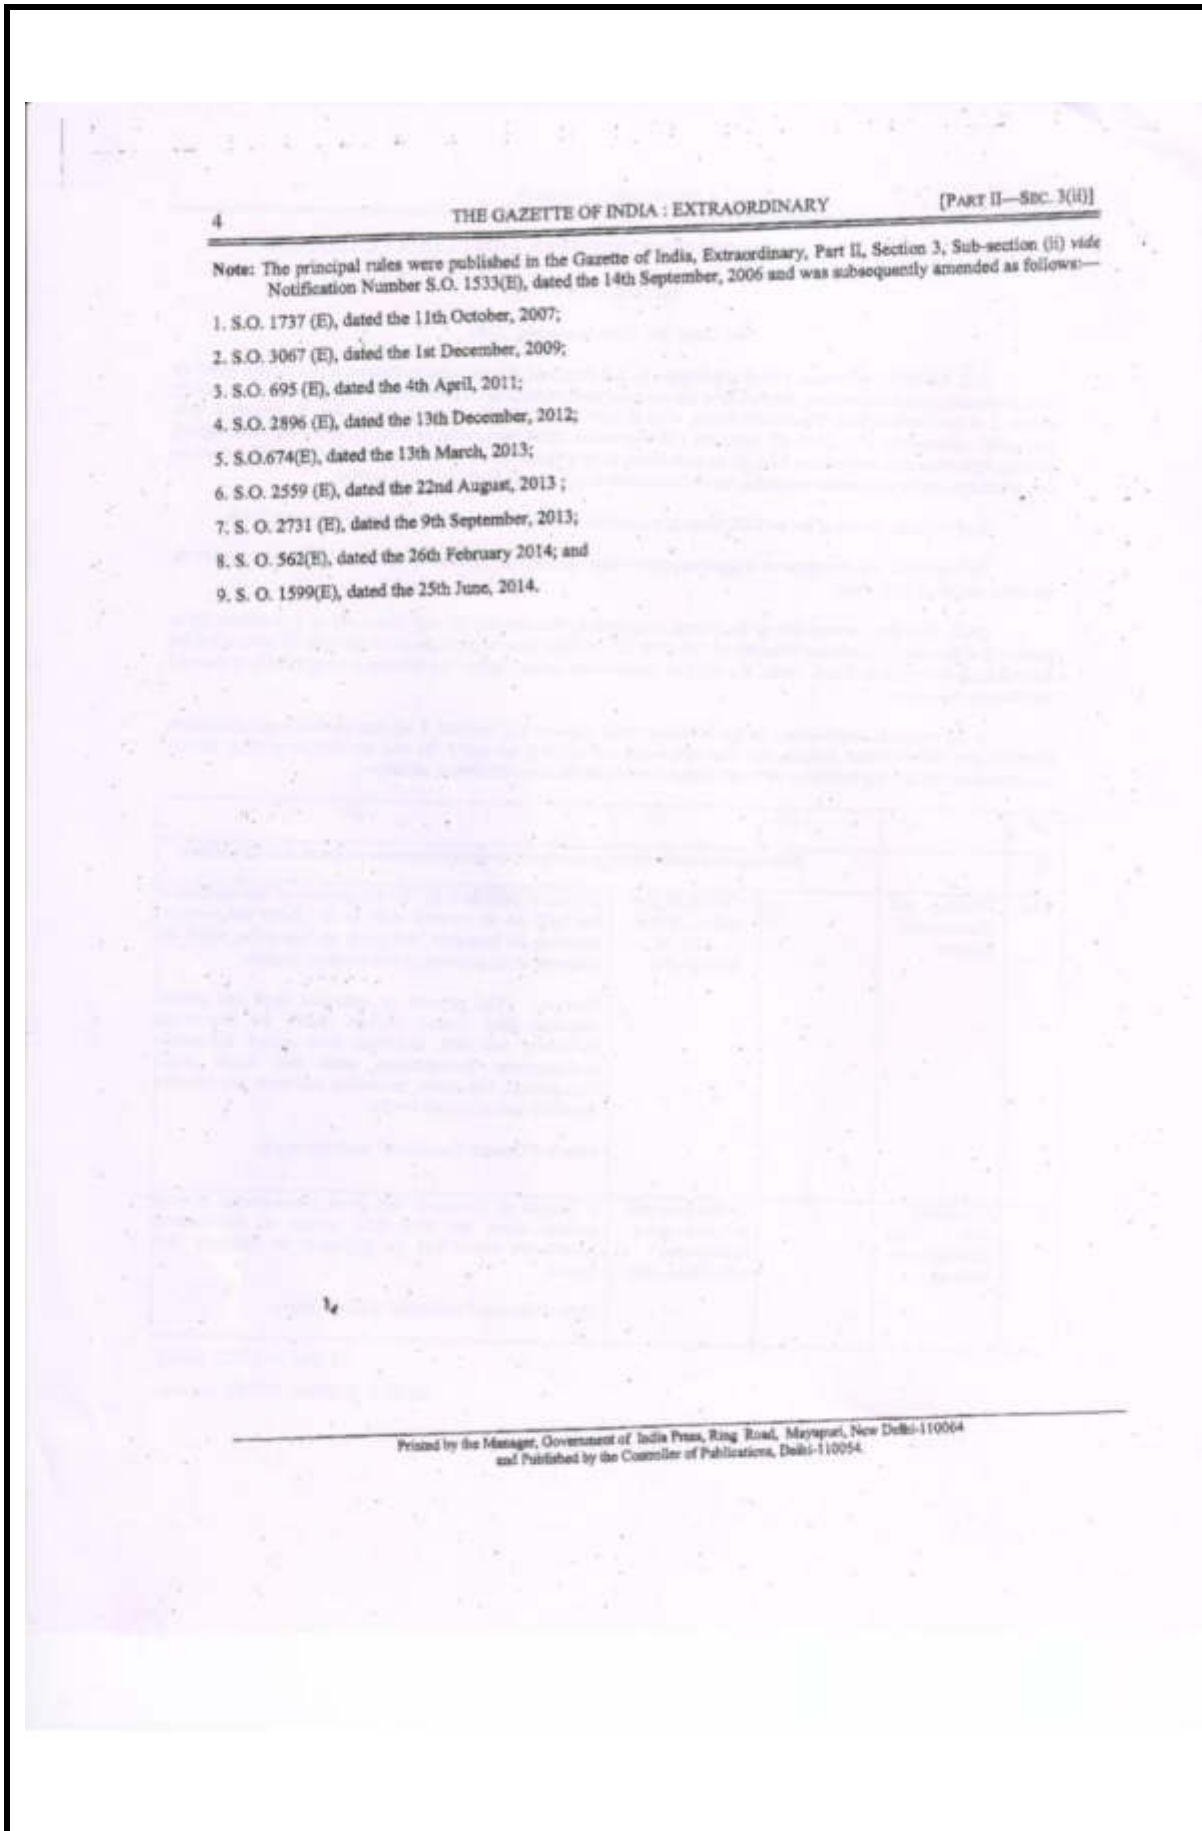 4 THE GAZETTE OF INDIA : EXTRAORDINARY [PART II—SEC. 3(ii)]
Note: The principal rules were published in the Gazette of India, Extraordinary, Part II, Section 3, Sub-section (ii) vide
Notification Number S.O. 1533(E), dated the 14th September, 2006 and was subsequently amended as follows:—
1. S.O. 1737 (E), dated the 11th October, 2007;
2. S.O. 3067 (E), dated the 1st December, 2009;
3. S.O. 695 (E), dated the 4th April, 2011;
4. S.O. 2896 (E), dated the 13th December, 2012;
5. S.O.674(E), dated the 13th March, 2013;
6. S.O. 2559 (E), dated the 22nd August, 2013 ;
7. S. O. 2731 (E), dated the 9th September, 2013;
8. S. O. 562(E), dated the 26th February 2014; and
9. S. O. 1599(E), dated the 25th June, 2014.
Printed by the Manager, Government of India Press, Ring Road, Mayapuri, New Delhi-110064
and Published by the Controller of Publications, Delhi-110054.